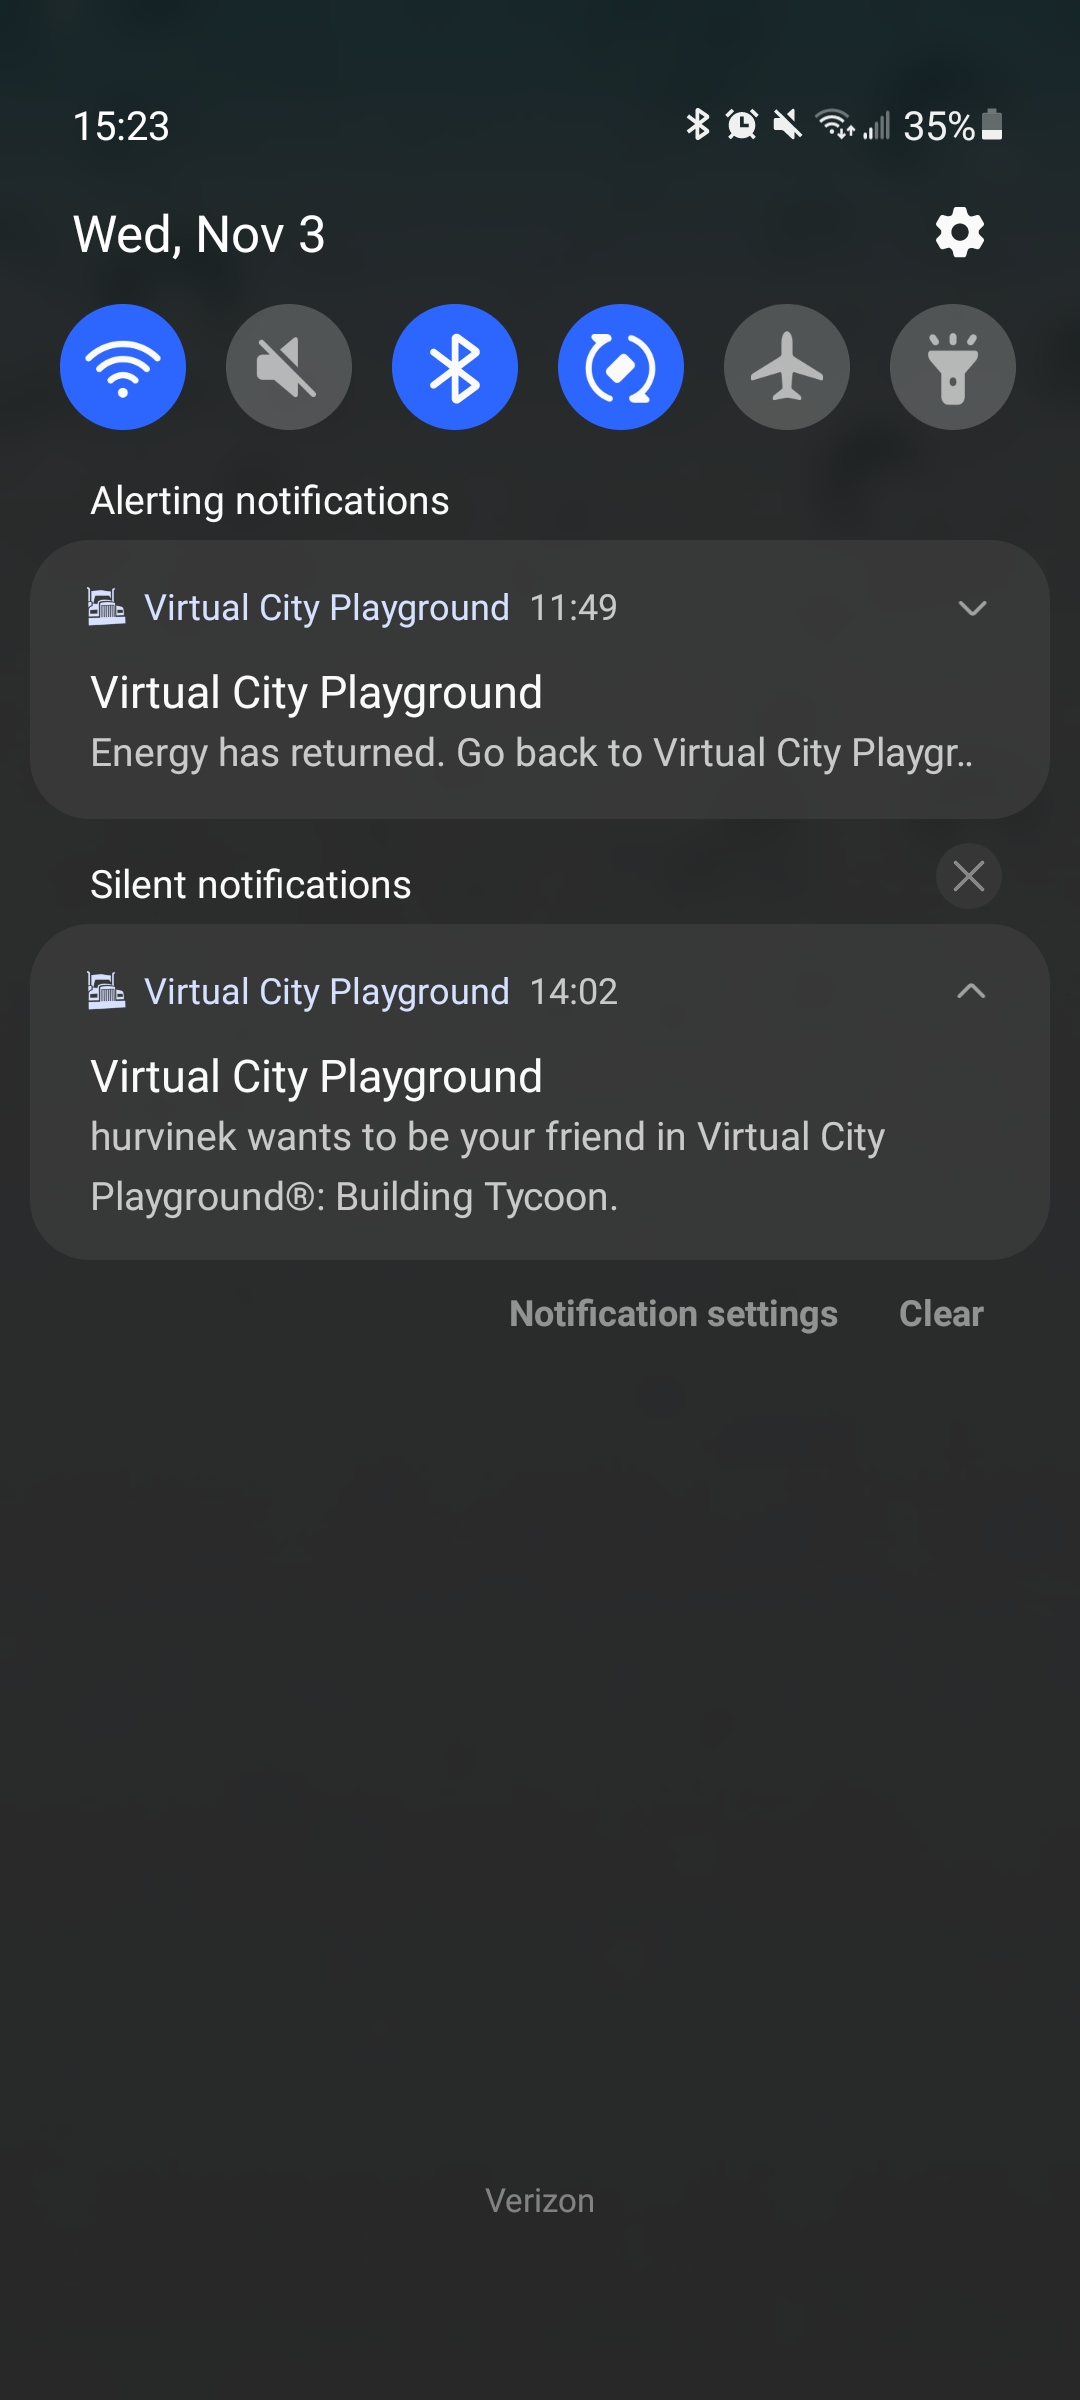 15:23 35%
Wed, Nov 3
Alerting notifications
Virtual City Playground 11:49
Virtual City Playground
Energy has returned. Go back to Virtual City Playgr..
Silent notifications
Virtual City Playground 14:02
Virtual City Playground
hurvinek wants to be your friend in Virtual City
Playground®: Building Tycoon.
Notification settings Clear
Verizon